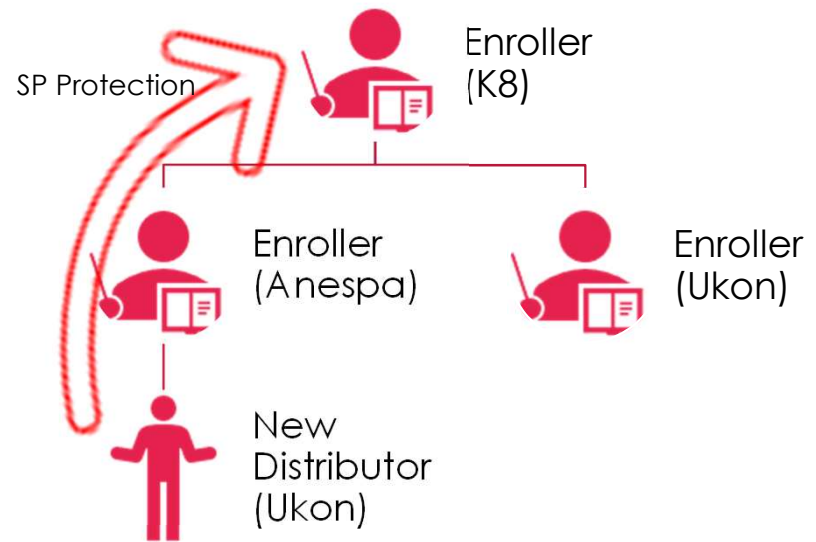 Enroller
(K8)
SP Protection
Enroller
(Anespa)
Enroller
(Ukon)
New
Distributor
(Ukon)